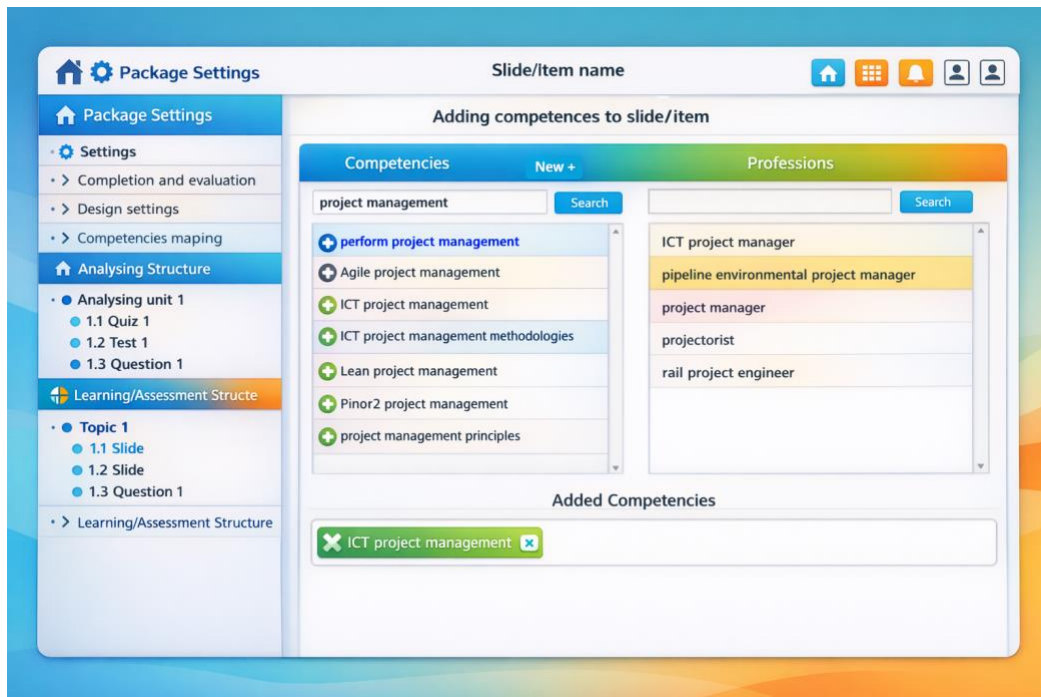 Package Settings
Slide/Item name
Package Settings
Settings
Completion and evaluation
Design settings
Competencies maping
Analysing Structure
Analysing unit 1
1.1 Quiz 1
1.2 Test 1
1.3 Question 1
Learning/Assessment Structe
Topic 1
1.1 Slide
1.2 Slide
1.3 Question 1
Learning/Assessment Structure
Adding competences to slide/item
Competencies
New +
Professions
project management
Search
Search
perform project management
Agile project management
ICT project management
ICT project management methodologies
Lean project management
Pinor2 project management
project management principles
ICT project manager
pipeline environmental project manager
project manager
projectorist
rail project engineer
Added Competencies
ICT project management